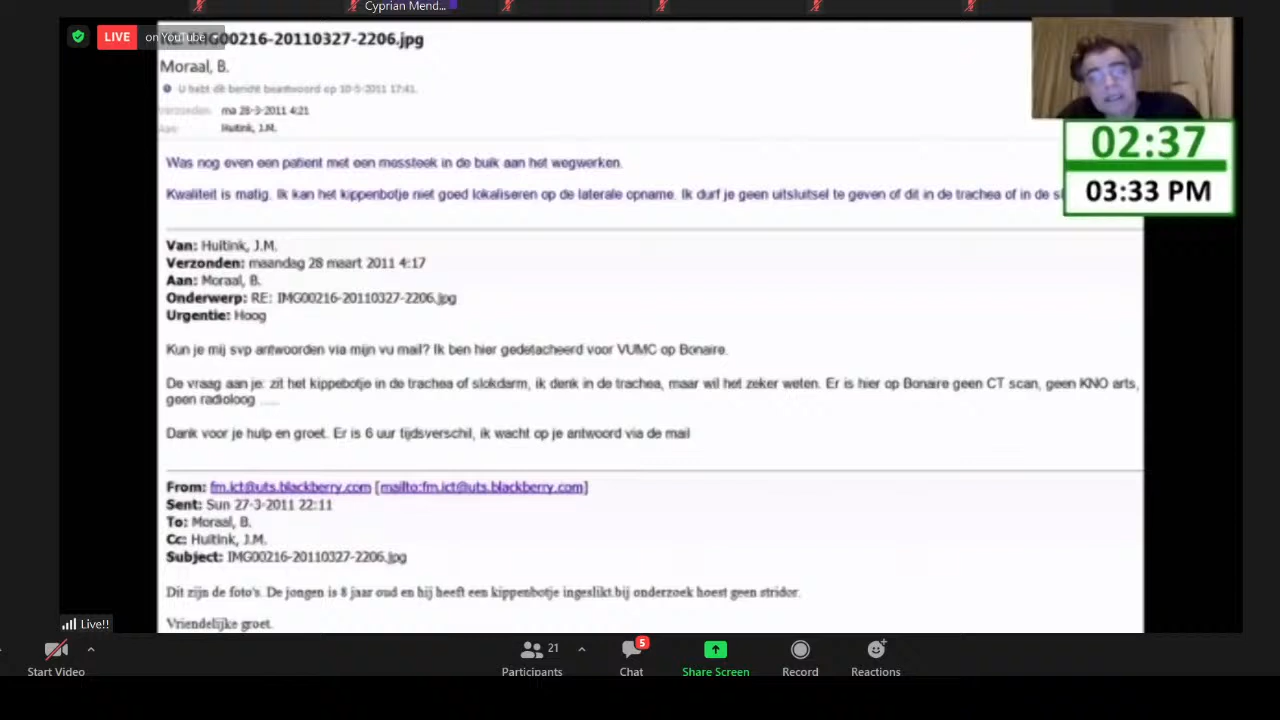 Cyprian Mend...
LIVE on YouTube
RE: IMG00216-20110327-2206.jpg
Moraal, B.
U hebt dit bericht beantwoord op 10-5-2011 17:41.
Verzonden: ma 28-3-2011 4:21
Aan: Huitink, J.M.
02:37
03:33 PM
Was nog even een patient met een messteek in de buik aan het wegwerken.
Kwaliteit is matig. Ik kan het kippenbotje niet goed lokaliseren op de laterale opname. Ik durf je geen uitsluitsel te geven of dit in de trachea of in de
Van: Huitink, J.M.
Verzonden: maandag 28 maart 2011 4:17
Aan: Moraal, B.
Onderwerp: RE: IMG00216-20110327-2206.jpg
Urgentie: Hoog
Kun je mij svp antwoorden via mijn vu mail? Ik ben hier gedetacheerd voor VUMC op Bonaire.
De vraag aan je: zit het kippebotje in de trachea of slokdarm, ik denk in de trachea, maar wil het zeker weten. Er is hier op Bonaire geen CT scan, geen KNO arts,
geen radioloog .....
Dank voor je hulp en groet. Er is 6 uur tijdsverschil, ik wacht op je antwoord via de mail
From: fm.ict@uts.blackberry.com [mailto:fm.ict@uts.blackberry.com]
Sent: Sun 27-3-2011 22:11
To: Moraal, B.
Cc: Huitink, J.M.
Subject: IMG00216-20110327-2206.jpg
Dit zijn de foto's. De jongen is 8 jaar oud en hij heeft een kippenbotje ingeslikt bij onderzoek hoest geen stridor.
Vriendelijke groet.
Live!!
21
5
Start Video
Participants
Chat
Share Screen
Record
Reactions